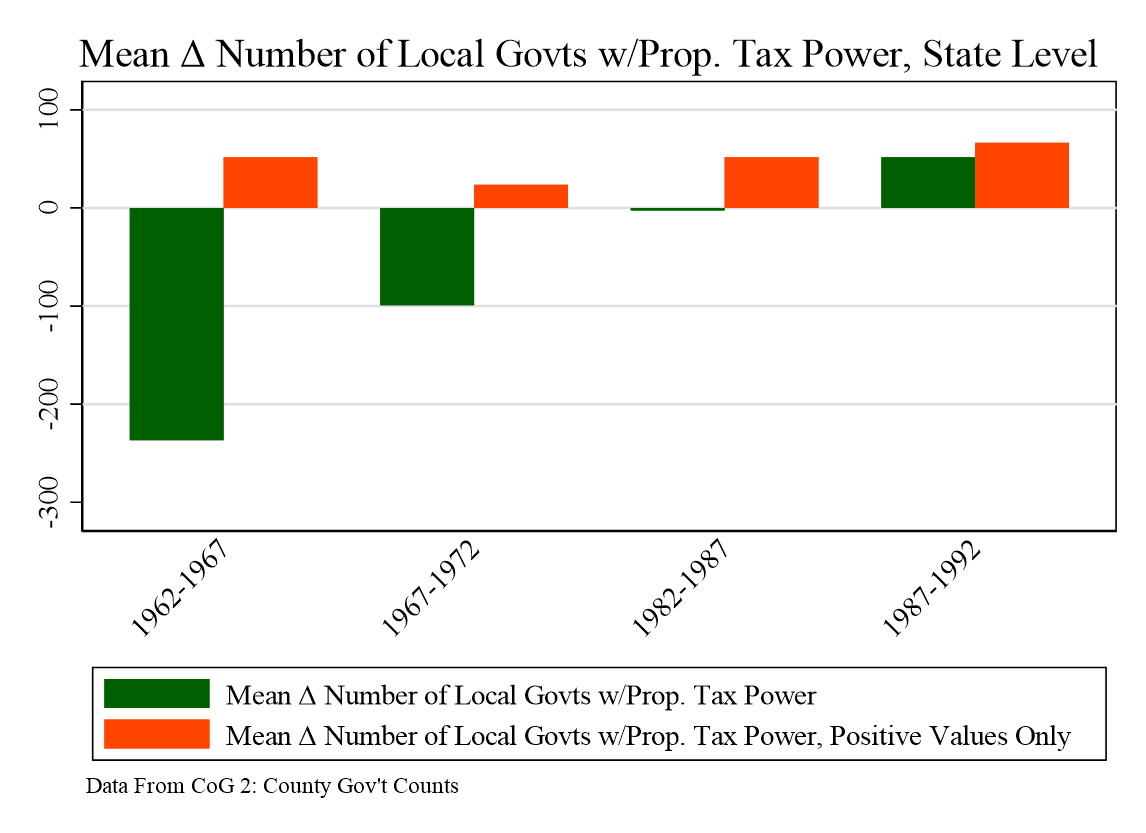 Mean Δ Number of Local Govts w/Prop. Tax Power, State Level
100
0
-100
-200
-300
1962-1967
1967-1972
1982-1987
1987-1992
Mean Δ Number of Local Govts w/Prop. Tax Power
Mean Δ Number of Local Govts w/Prop. Tax Power, Positive Values Only
Data From CoG 2: County Gov't Counts